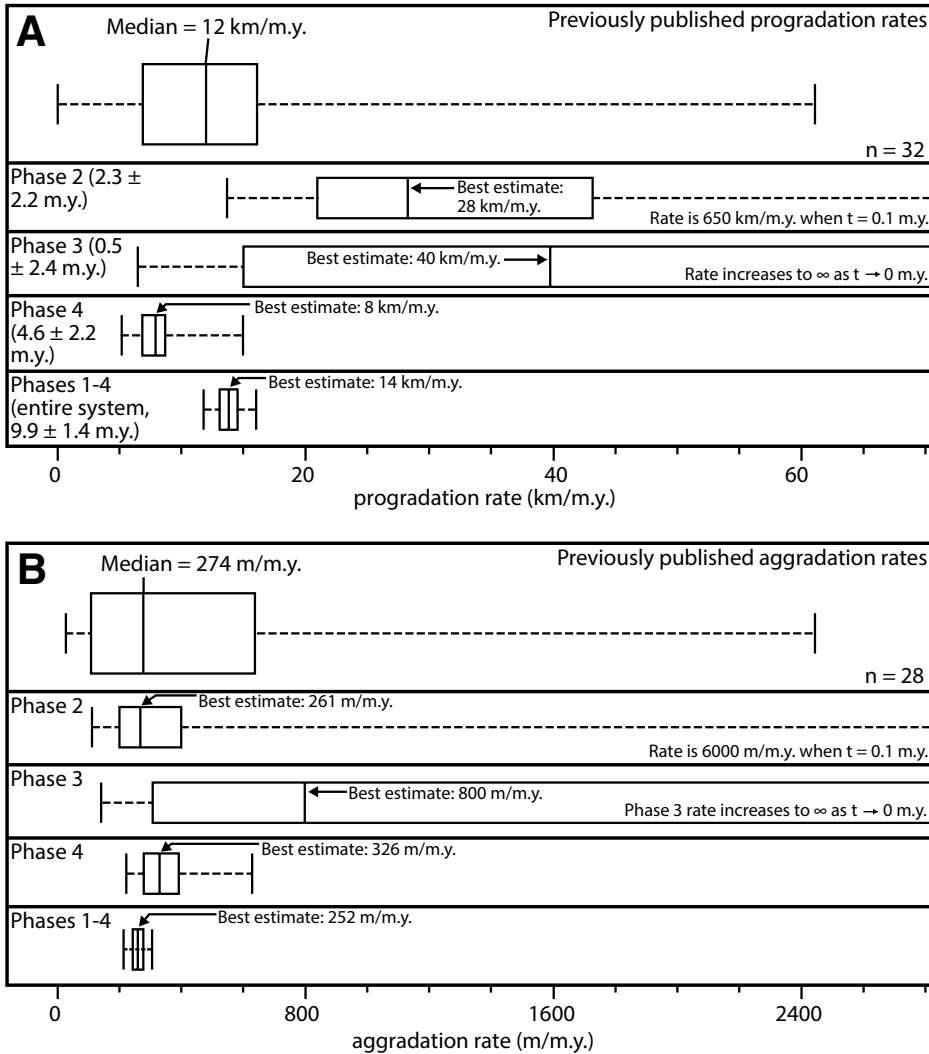 A
Previously published progradation rates
Median = 12 km/m.y.
n = 32
Phase 2 (2.3 ±
2.2 m.y.)
Best estimate:
28 km/m.y.
Rate is 650 km/m.y. when t = 0.1 m.y.
Phase 3 (0.5
± 2.4 m.y.)
Best estimate: 40 km/m.y.
Rate increases to ∞ as t → 0 m.y.
Phase 4
(4.6 ± 2.2
m.y.)
Best estimate: 8 km/m.y.
Phases 1-4
(entire system,
9.9 ± 1.4 m.y.)
Best estimate: 14 km/m.y.
0 20 40 60
progradation rate (km/m.y.)
B
Previously published aggradation rates
Median = 274 m/m.y.
n = 28
Phase 2
Best estimate: 261 m/m.y.
Rate is 6000 m/m.y. when t = 0.1 m.y.
Phase 3
Best estimate: 800 m/m.y.
Phase 3 rate increases to ∞ as t → 0 m.y.
Phase 4
Best estimate: 326 m/m.y.
Phases 1-4
Best estimate: 252 m/m.y.
0 800 1600 2400
aggradation rate (m/m.y.)